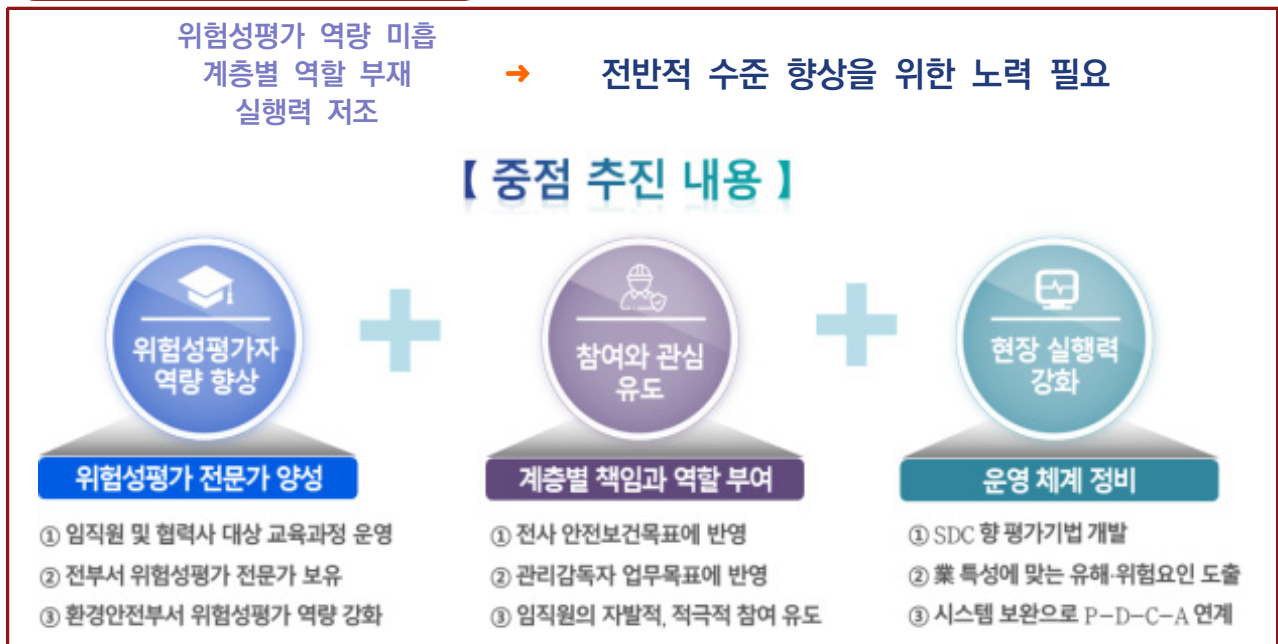 위험성평가 역량 미흡
계층별 역할 부재
실행력 저조
→ 전반적 수준 향상을 위한 노력 필요
【 중점 추진 내용 】
위험성평가자
역량 향상
위험성평가 전문가 양성
① 임직원 및 협력사 대상 교육과정 운영
② 전부서 위험성평가 전문가 보유
③ 환경안전부서 위험성평가 역량 강화
참여와 관심
유도
계층별 책임과 역할 부여
① 전사 안전보건목표에 반영
② 관리감독자 업무목표에 반영
③ 임직원의 자발적, 적극적 참여 유도
현장 실행력
강화
운영 체계 정비
① SDC 향 평가기법 개발
② 業 특성에 맞는 유해·위험요인 도출
③ 시스템 보완으로 P-D-C-A 연계